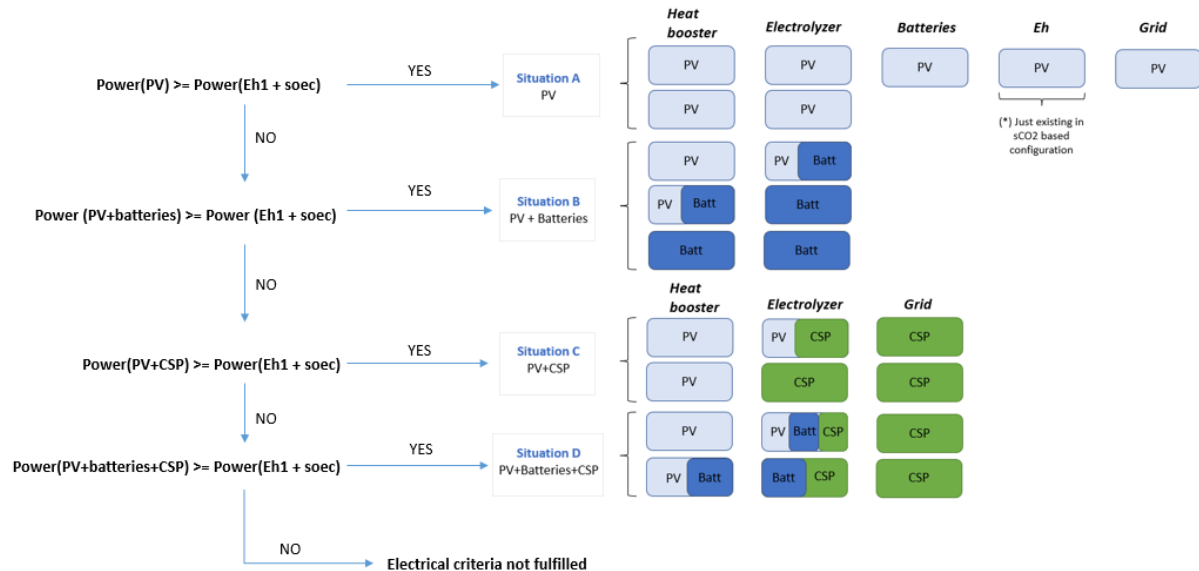 Heat
booster
Electrolyzer
Batteries
Eh
Grid
Power(PV) >= Power(Eh1 + soec)
YES
Situation A
PV
PV
PV
PV
PV
PV
PV
PV
(*) Just existing in
sCO2 based
configuration
NO
Power (PV+batteries) >= Power (Eh1 + soec)
YES
Situation B
PV + Batteries
PV
PV
Batt
PV
Batt
Batt
Batt
Batt
NO
Heat
booster
Electrolyzer
Grid
Power(PV+CSP) >= Power(Eh1 + soec)
YES
Situation C
PV+CSP
PV
PV
CSP
CSP
PV
CSP
CSP
NO
Power(PV+batteries+CSP) >= Power(Eh1 + soec)
YES
Situation D
PV+Batteries+CSP
PV
PV
Batt
CSP
CSP
PV
Batt
Batt
CSP
CSP
NO
Electrical criteria not fulfilled